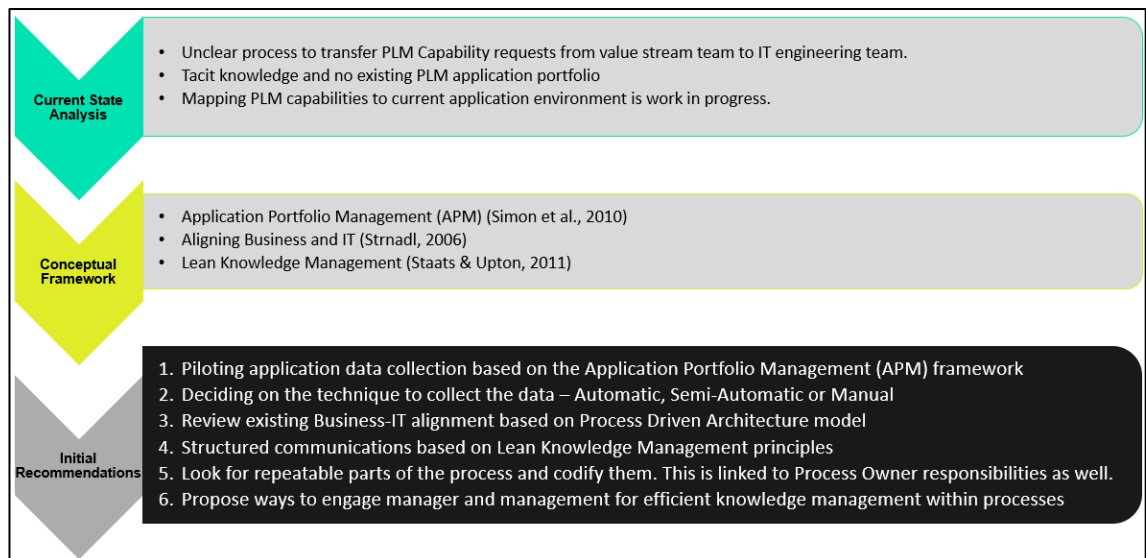 Current State
Analysis
• Unclear process to transfer PLM Capability requests from value stream team to IT engineering team.
• Tacit knowledge and no existing PLM application portfolio
• Mapping PLM capabilities to current application environment is work in progress.
Conceptual
Framework
• Application Portfolio Management (APM) (Simon et al., 2010)
• Aligning Business and IT (Strnadl, 2006)
• Lean Knowledge Management (Staats & Upton, 2011)
Initial
Recommendations
1. Piloting application data collection based on the Application Portfolio Management (APM) framework
2. Deciding on the technique to collect the data – Automatic, Semi-Automatic or Manual
3. Review existing Business-IT alignment based on Process Driven Architecture model
4. Structured communications based on Lean Knowledge Management principles
5. Look for repeatable parts of the process and codify them. This is linked to Process Owner responsibilities as well.
6. Propose ways to engage manager and management for efficient knowledge management within processes